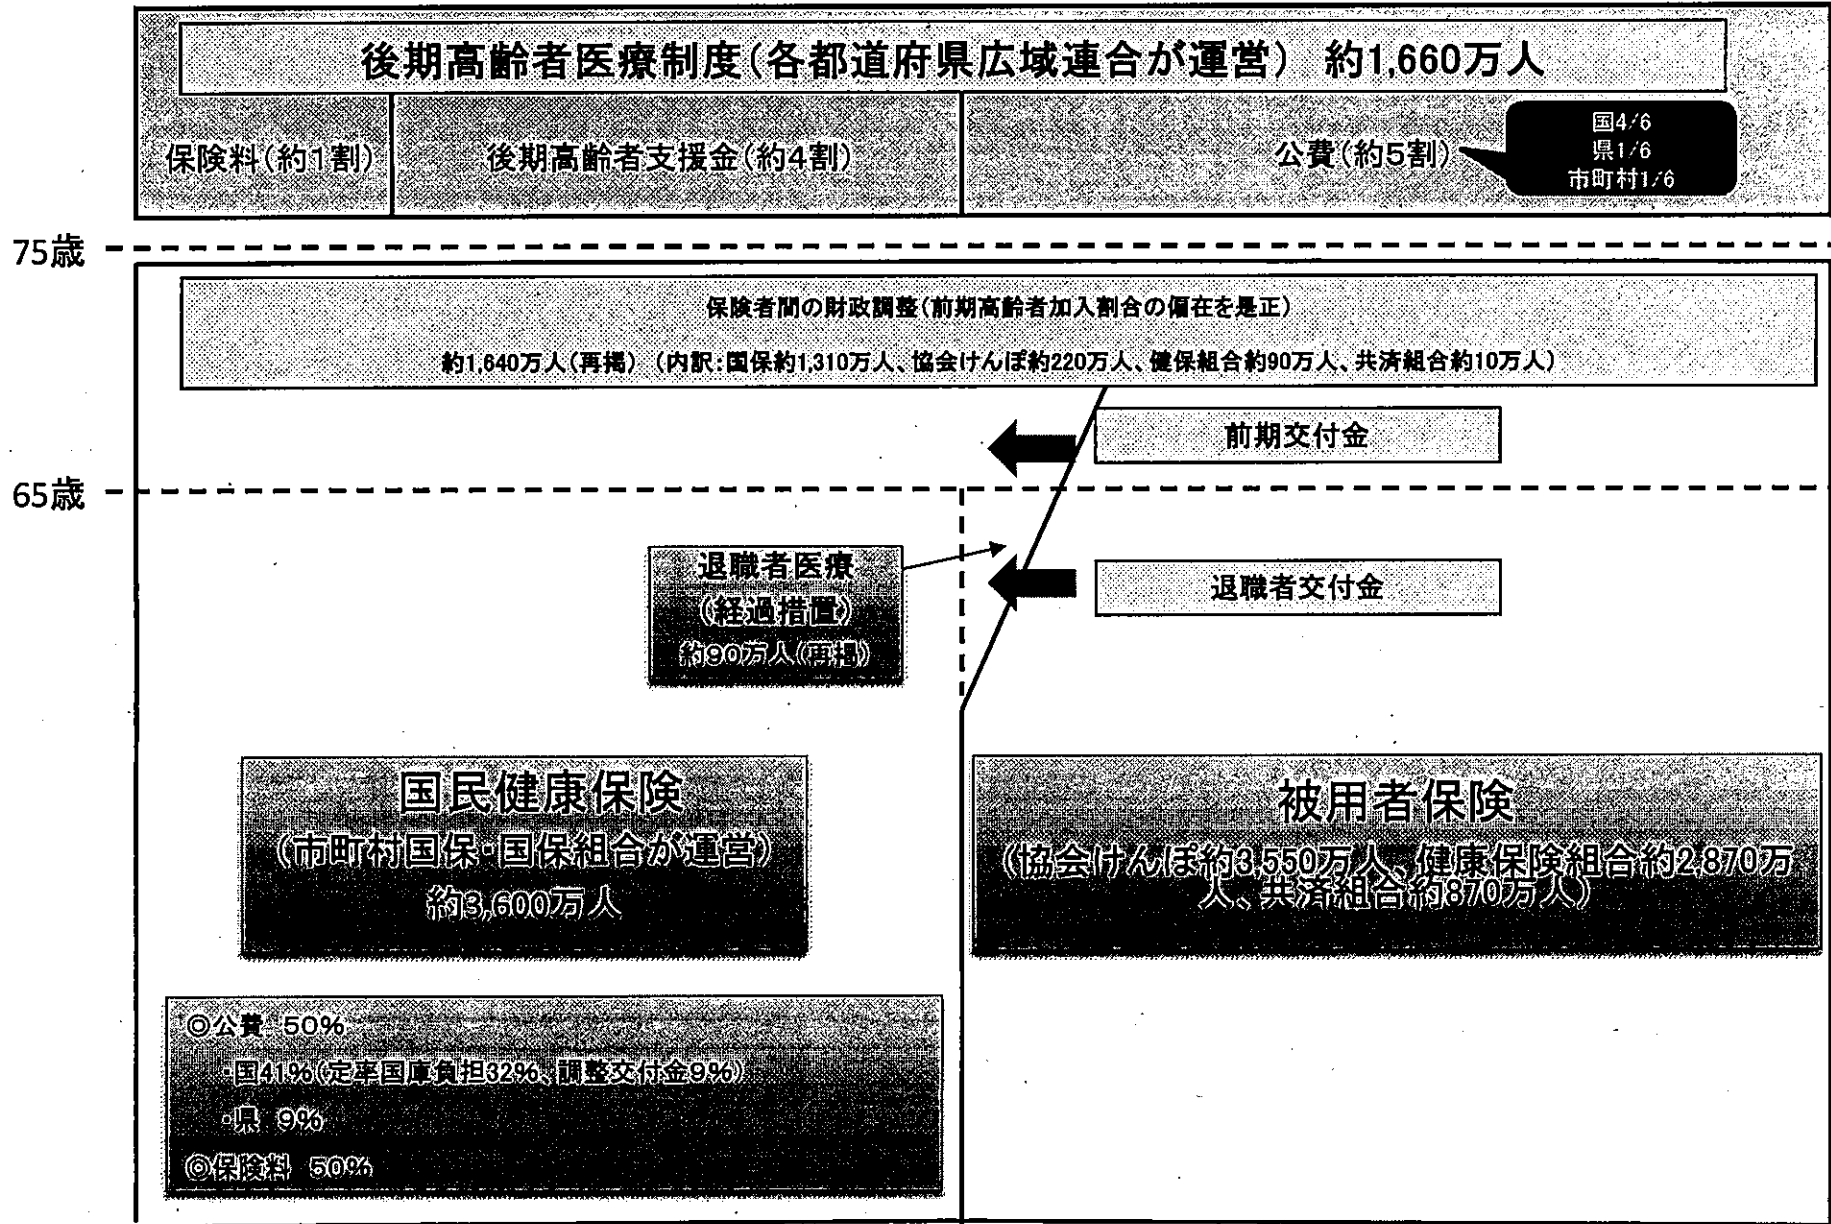 後期高齢者医療制度(各都道府県広域連合が運営) 約1,660万人
保険料(約1割)
後期高齢者支援金(約4割)
公費(約5割)
国4/6
県1/6
市町村1/6
75歳
保険者間の財政調整(前期高齢者加入割合の偏在を是正)
約1,640万人(再掲) (内訳:国保約1,310万人、協会けんぽ約220万人、健保組合約90万人、共済組合約10万人)
前期交付金
65歳
退職者医療
(経過措置)
約90万人(再掲)
退職者交付金
国民健康保険
(市町村国保・国保組合が運営)
約3,600万人
被用者保険
(協会けんぽ約3,550万人、健康保険組合約2,870万
人、共済組合約870万人)
◎公費 50%
・国41%(定率国庫負担32%、調整交付金9%)
・県 9%
◎保険料 50%